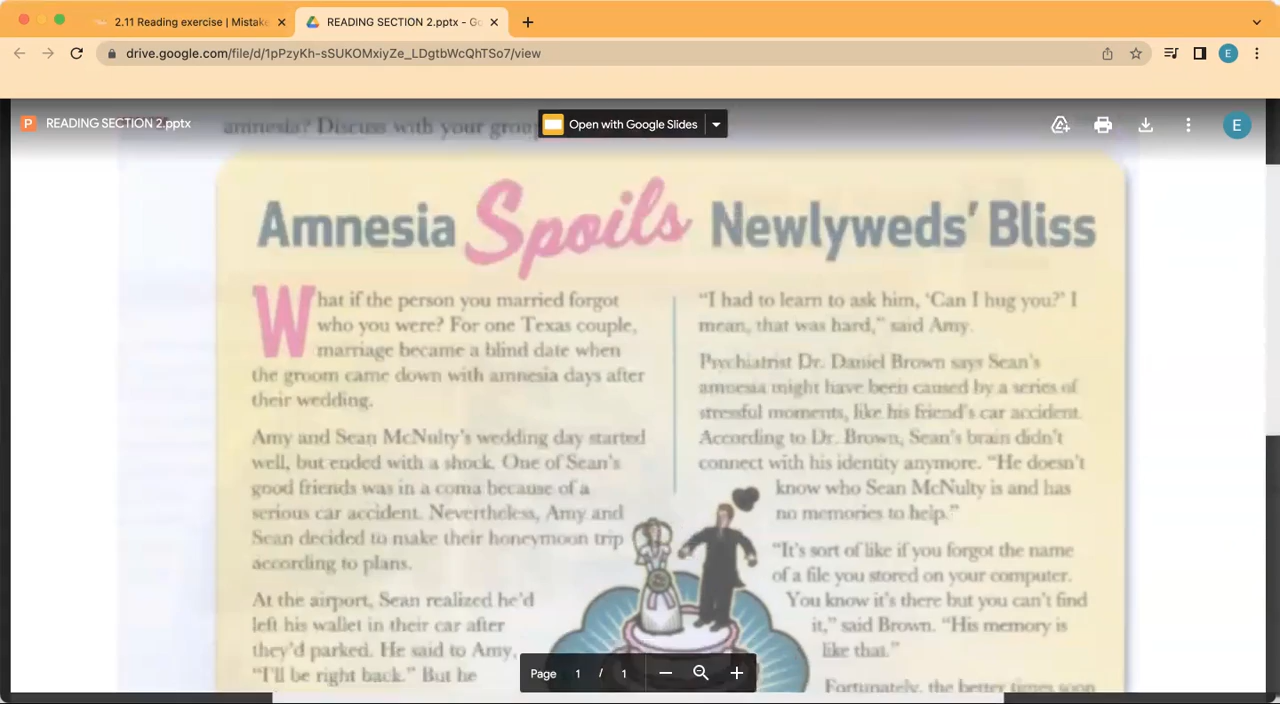 2.11 Reading exercise | Mistake
READING SECTION 2.pptx - Go
drive.google.com/file/d/1pPzyKh-sSUKOMxiyZe_LDgtbWcQhTSo7/view
E
P READING SECTION 2.pptx
Open with Google Slides
E
amnesia? Discuss with your group
Amnesia Spoils Newlyweds' Bliss
What if the person you married forgot
who you were? For one Texas couple,
marriage became a blind date when
the groom came down with amnesia days after
their wedding.
Amy and Sean McNulty's wedding day started
well, but ended with a shock. One of Sean's
good friends was in a coma because of a
serious car accident. Nevertheless, Amy and
Sean decided to make their honeymoon trip
according to plans.
At the airport, Sean realized he'd
left his wallet in their car after
they'd parked. He said to Amy,
"I'll be right back." But he
"I had to learn to ask him, 'Can I hug you?' I
mean, that was hard," said Amy.
Psychiatrist Dr. Daniel Brown says Sean's
amnesia might have been caused by a series of
stressful moments, like his friend's car accident.
According to Dr. Brown, Sean's brain didn't
connect with his identity anymore. "He doesn't
know who Sean McNulty is and has
no memories to help."
"It's sort of like if you forgot the name
of a file you stored on your computer.
You know it's there but you can't find
it," said Brown. "His memory is
like that."
Fortunately, the better times soon
Page 1 / 1